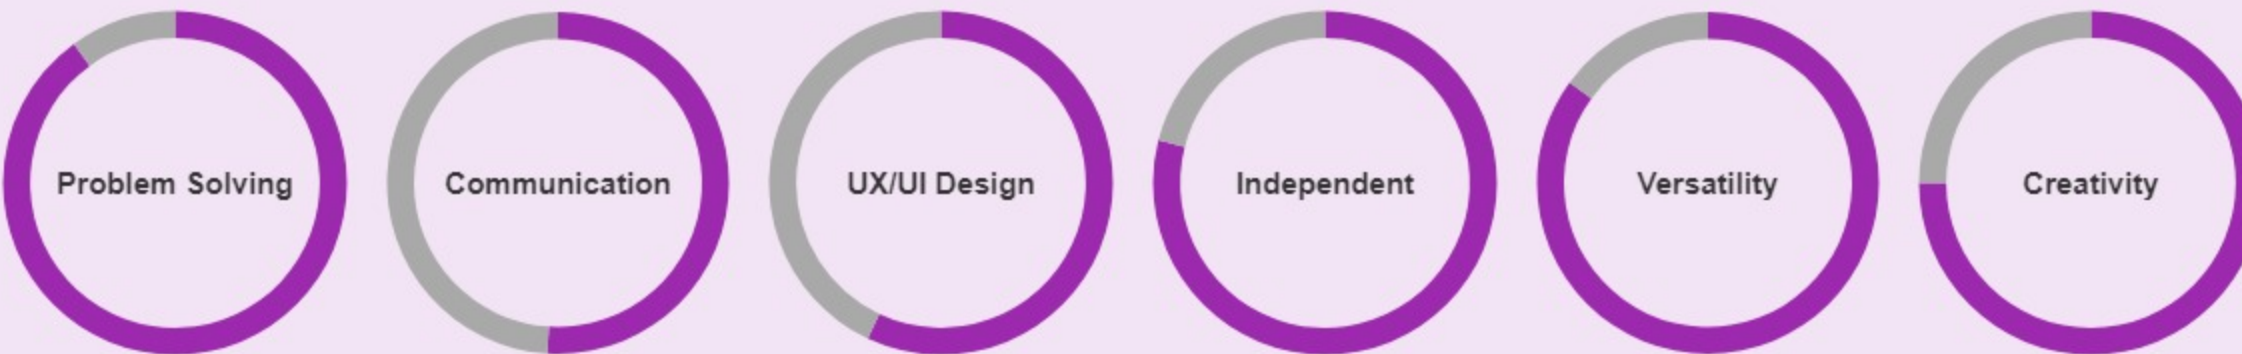 Problem Solving
Communication
UX/UI Design
Independent
Versatility
Creativity